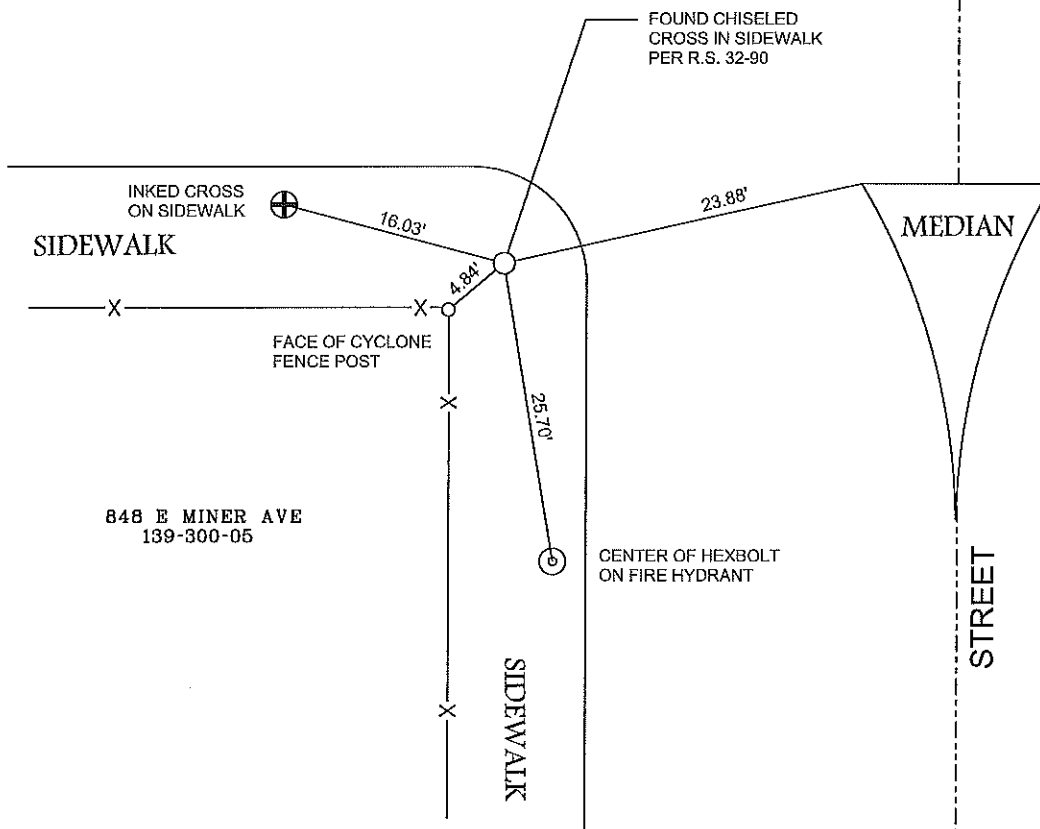 FOUND CHISELED
CROSS IN SIDEWALK
PER R.S. 32-90
INKED CROSS
ON SIDEWALK
SIDEWALK
16.03'
23.88'
MEDIAN
4.84'
X
X
FACE OF CYCLONE
FENCE POST
X
25.70'
848 E MINER AVE
139-300-05
CENTER OF HEXBOLT
ON FIRE HYDRANT
STREET
SIDEWALK
X